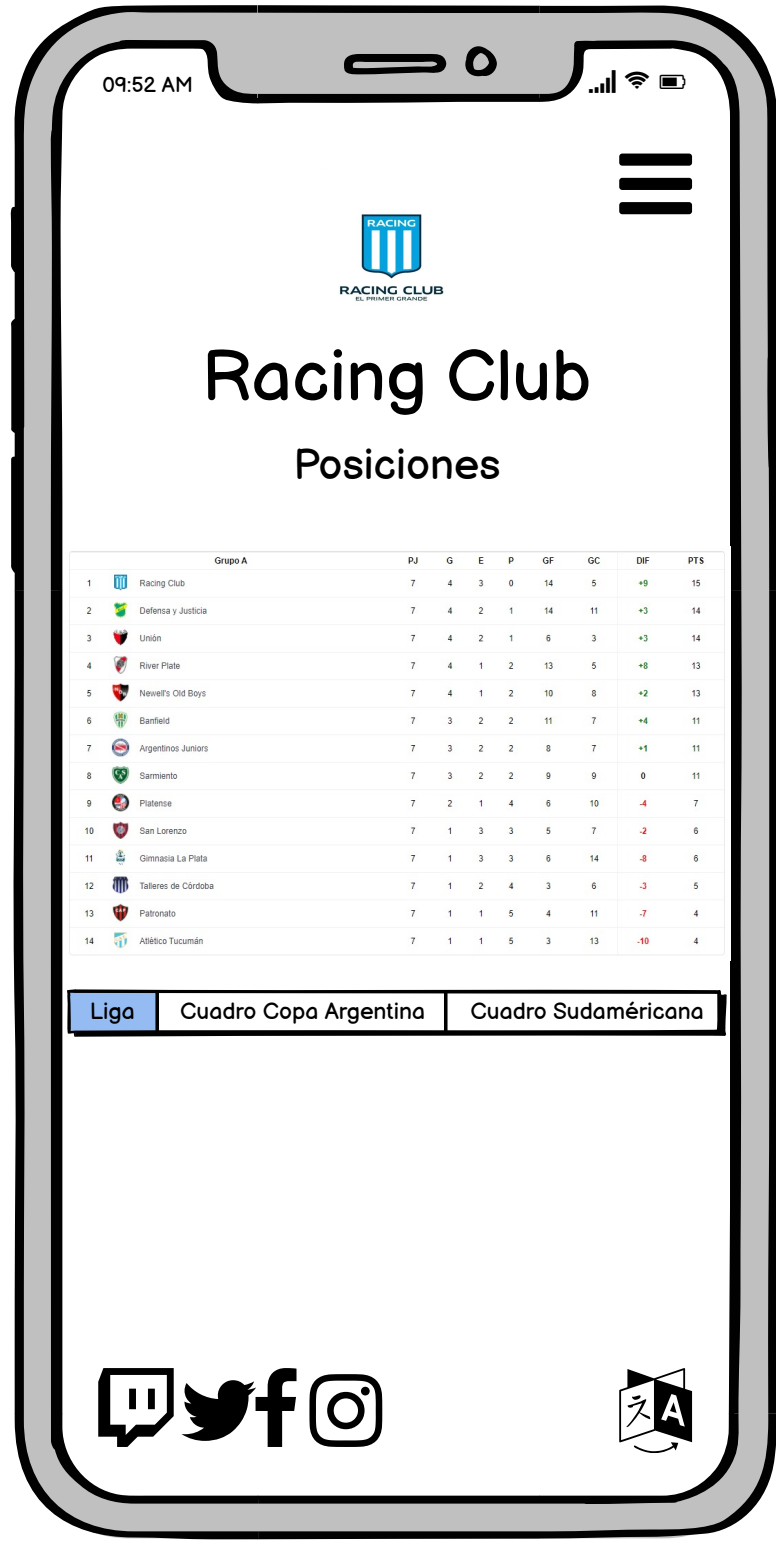 09:52 AM
RACING
RACING CLUB
EL PRIMER GRANDE
Racing Club
Posiciones
Grupo A PJ G E P GF GC DIF PTS
1 Racing Club 7 4 3 0 14 5 +9 15
2 Defensa y Justicia 7 4 2 1 14 11 +3 14
3 Unión 7 4 2 1 6 3 +3 14
4 River Plate 7 4 1 2 13 5 +8 13
5 Newell's Old Boys 7 4 1 2 10 8 +2 13
6 Banfield 7 3 2 2 11 7 +4 11
7 Argentinos Juniors 7 3 2 2 8 7 +1 11
8 Sarmiento 7 3 2 2 9 9 0 11
9 Platense 7 2 1 4 6 10 -4 7
10 San Lorenzo 7 1 3 3 5 7 -2 6
11 Gimnasia La Plata 7 1 3 3 6 14 -8 6
12 Talleres de Córdoba 7 1 2 4 3 6 -3 5
13 Patronato 7 1 1 5 4 11 -7 4
14 Atlético Tucumán 7 1 1 5 3 13 -10 4
Liga Cuadro Copa Argentina Cuadro Sudaméricana
A